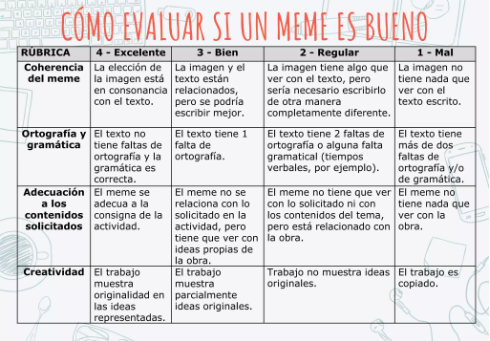 CÓMO EVALUAR SI UN MEME ES BUENO
RÚBRICA 4 - Excelente 3 - Bien 2 - Regular 1 - Mal
Coherencia
del meme
La elección de
la imagen está
en consonancia
con el texto.
La imagen y el
texto están
relacionados,
pero se podría
escribir mejor.
La imagen tiene algo que
ver con el texto, pero
sería necesario escribirlo
de otra manera
completamente diferente.
La imagen no
tiene nada que
ver con el
texto escrito.
Ortografía y
gramática
El texto no
tiene faltas de
ortografía y la
gramática es
correcta.
El texto tiene 1
falta de
ortografía.
El texto tiene 2 faltas de
ortografía o alguna falta
gramatical (tiempos
verbales, por ejemplo).
El texto tiene
más de dos
faltas de
ortografía y/o
de gramática.
Adecuación
a los
contenidos
solicitados
El meme se
adecua a la
consigna de la
actividad.
El meme no se
relaciona con lo
solicitado en la
actividad, pero
tiene que ver con
ideas propias de
la obra.
El meme no tiene que ver
con lo solicitado ni con
los contenidos del tema,
pero está relacionado con
la obra.
El meme no
tiene nada que
ver con la
obra.
Creatividad
El trabajo
muestra
originalidad en
las ideas
representadas.
El trabajo
muestra
parcialmente
ideas originales.
Trabajo no muestra ideas
originales.
El trabajo es
copiado.